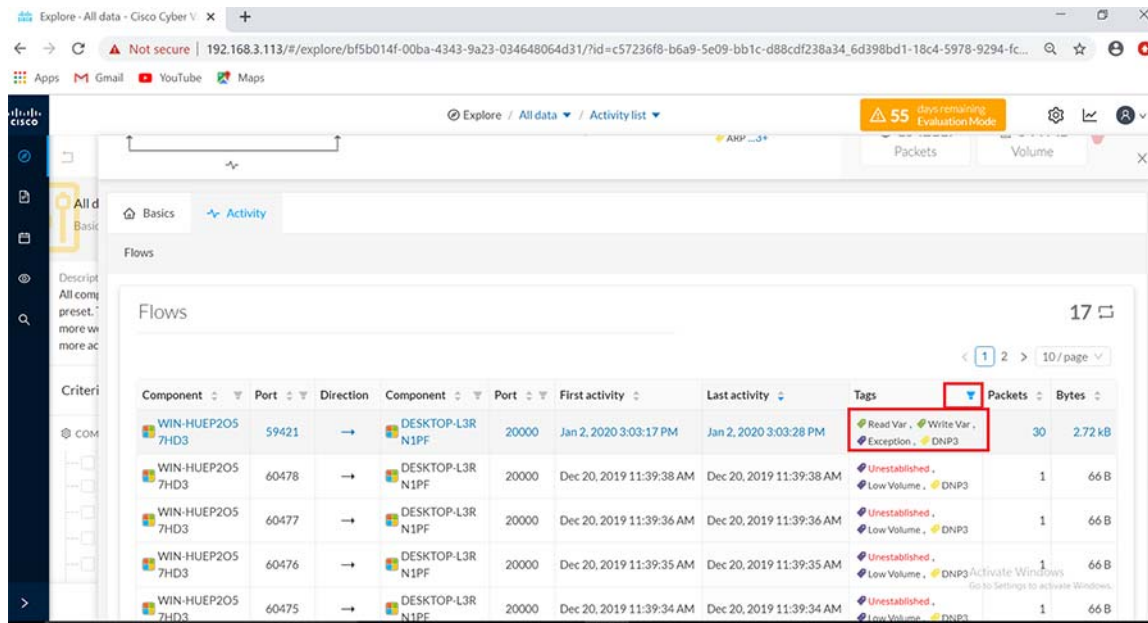 Explore - All data - Cisco Cyber V
Not secure | 192.168.3.113/#/explore/bf5b014f-00ba-4343-9a23-034648064d31/?id=c57236f8-b6a9-5e09-bb1c-d88cdf238a34_6d398bd1-18c4-5978-9294-fc...
Apps Gmail YouTube Maps
CISCO
Explore / All data / Activity list
55 days remaining
Evaluation Mode
ARP ...3+
Packets Volume
All d
Basic
Basics Activity
Flows
Descript
All comp
preset.
more we
more ac
Criteri
COM
Flows
17
< 1 2 > 10 / page
Component Port Direction Component Port First activity Last activity Tags Packets Bytes
WIN-HUEP2O5
7HD3
59421 → DESKTOP-L3R
N1PF
20000 Jan 2, 2020 3:03:17 PM Jan 2, 2020 3:03:28 PM Read Var , Write Var ,
Exception , DNP3
30 2.72 kB
WIN-HUEP2O5
7HD3
60478 → DESKTOP-L3R
N1PF
20000 Dec 20, 2019 11:39:38 AM Dec 20, 2019 11:39:38 AM Unestablished ,
Low Volume , DNP3
1 66 B
WIN-HUEP2O5
7HD3
60477 → DESKTOP-L3R
N1PF
20000 Dec 20, 2019 11:39:36 AM Dec 20, 2019 11:39:36 AM Unestablished ,
Low Volume , DNP3
1 66 B
WIN-HUEP2O5
7HD3
60476 → DESKTOP-L3R
N1PF
20000 Dec 20, 2019 11:39:35 AM Dec 20, 2019 11:39:35 AM Unestablished ,
Low Volume , DNP3
1 66 B
WIN-HUEP2O5
7HD3
60475 → DESKTOP-L3R
N1PF
20000 Dec 20, 2019 11:39:34 AM Dec 20, 2019 11:39:34 AM Unestablished ,
Low Volume , DNP3
1 66 B
Activate Windows
Go to Settings to activate Windows.